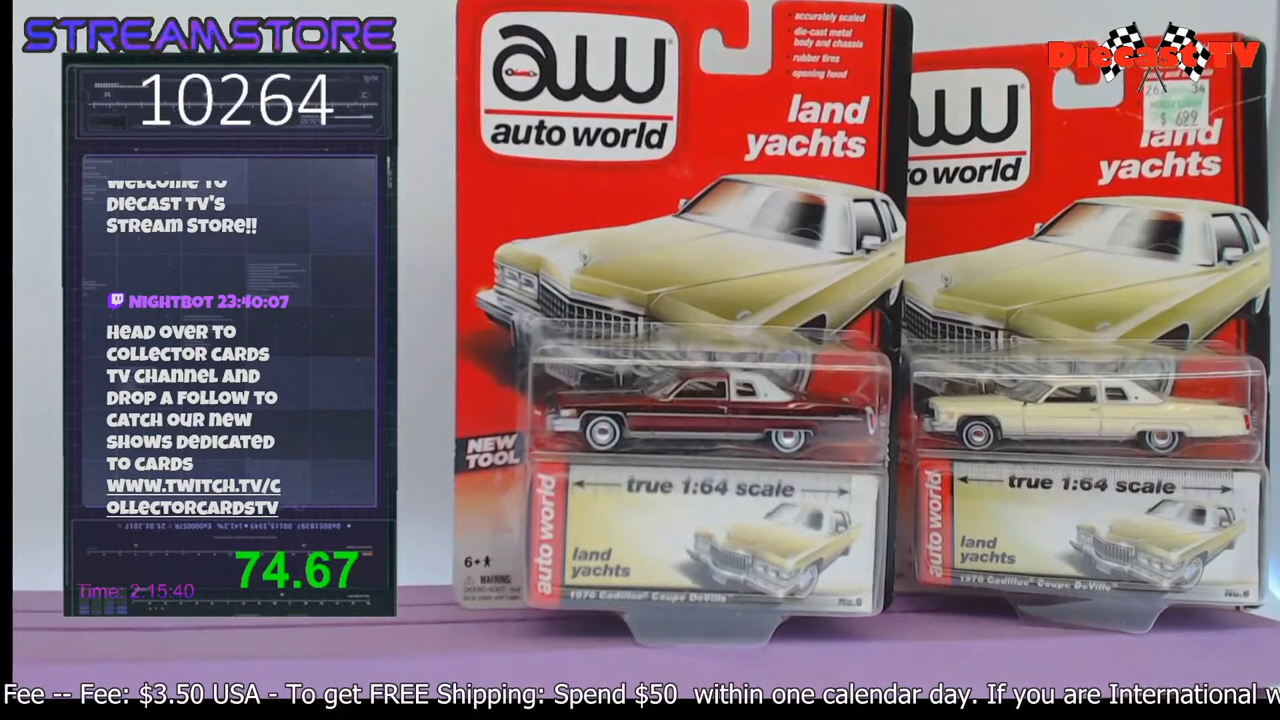 STREAMSTORE
10264
WELCOME TO
DIECAST TV'S
STREAM STORE!!
NIGHTBOT 23:40:07
HEAD OVER TO
COLLECTOR CARDS
TV CHANNEL AND
DROP A FOLLOW TO
CATCH OUR NEW
SHOWS DEDICATED
TO CARDS
WWW.TWITCH.TV/C
OLLECTORCARDSTV
74.67
Time: 2:15:40
aw
auto world
accurately scaled
die-cast metal
body and chassis
rubber tires
opening hood
land
yachts
NEW
TOOL
auto world
true 1:64 scale
land
yachts
1976 Cadillac® Coupe DeVille™
6+
WARNING:
Diecast TV
$ 6.99
aw
o world
land
yachts
auto world
true 1:64 scale
land
yachts
1976 Cadillac® Coupe DeVille™
Fee -- Fee: $3.50 USA - To get FREE Shipping: Spend $50 within one calendar day. If you are International w